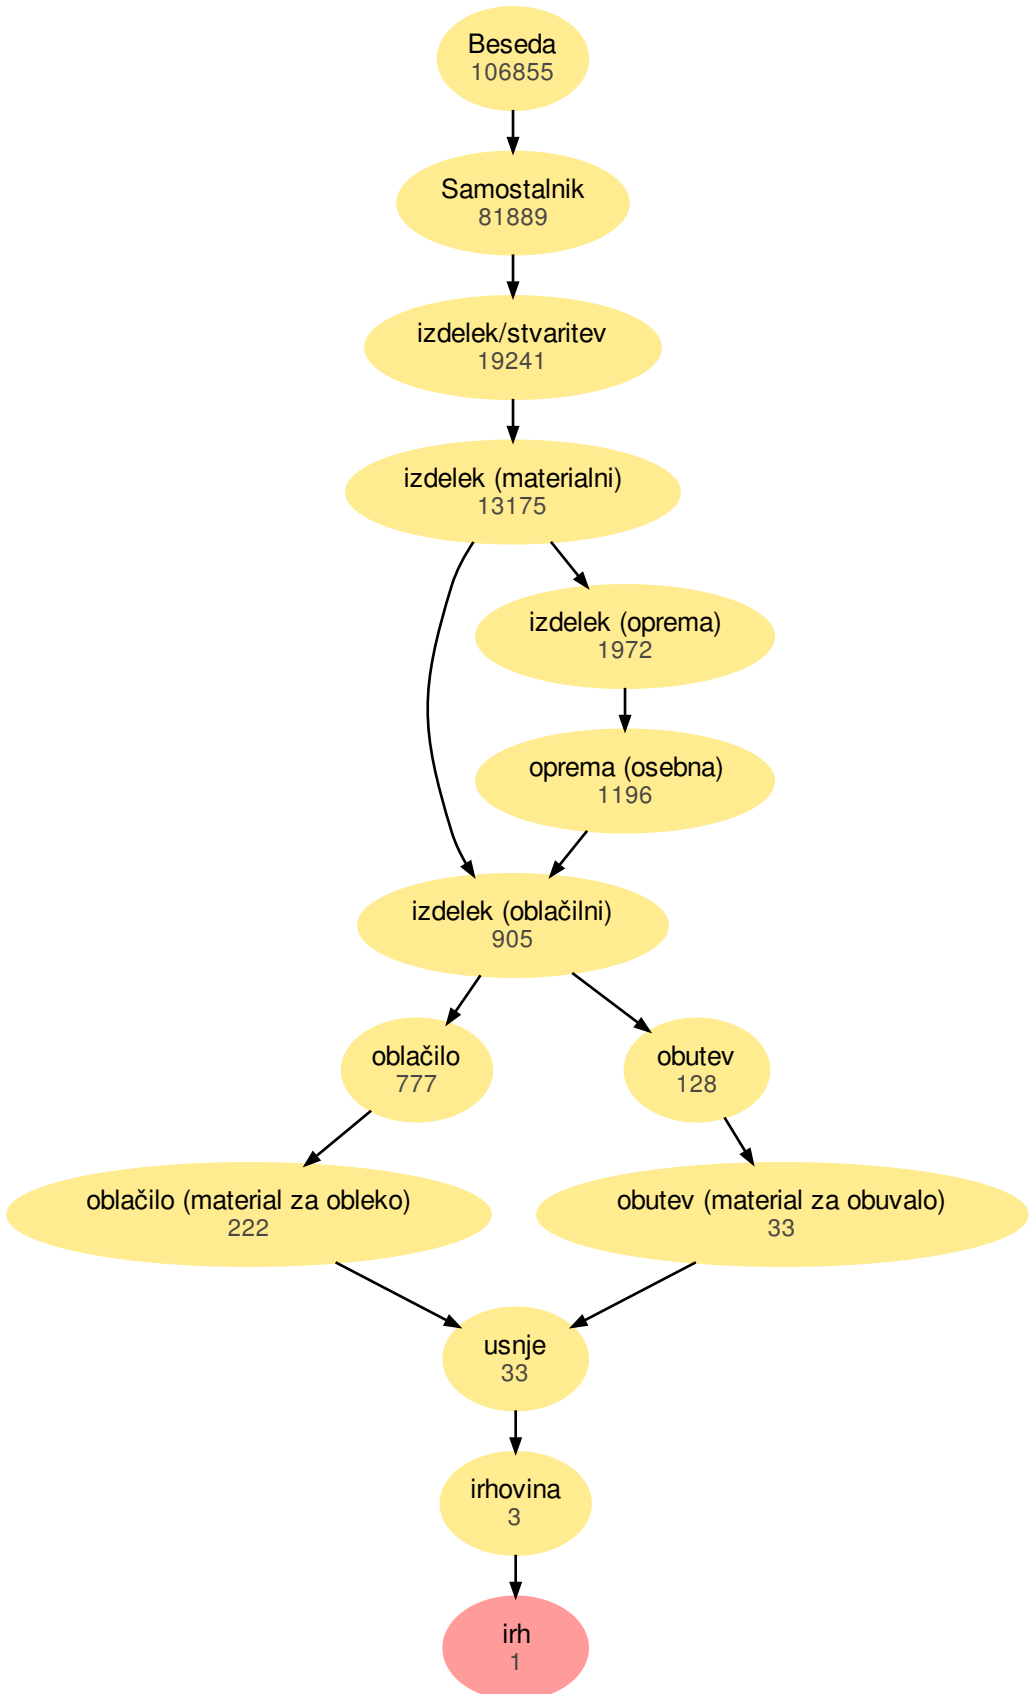 Beseda
106855
Samostalnik
81889
izdelek/stvaritev
19241
izdelek (materialni)
13175
izdelek (oprema)
1972
oprema (osebna)
1196
izdelek (oblačilni)
905
oblačilo
777
obutev
128
oblačilo (material za obleko)
222
obutev (material za obuvalo)
33
usnje
33
irhovina
3
irh
1